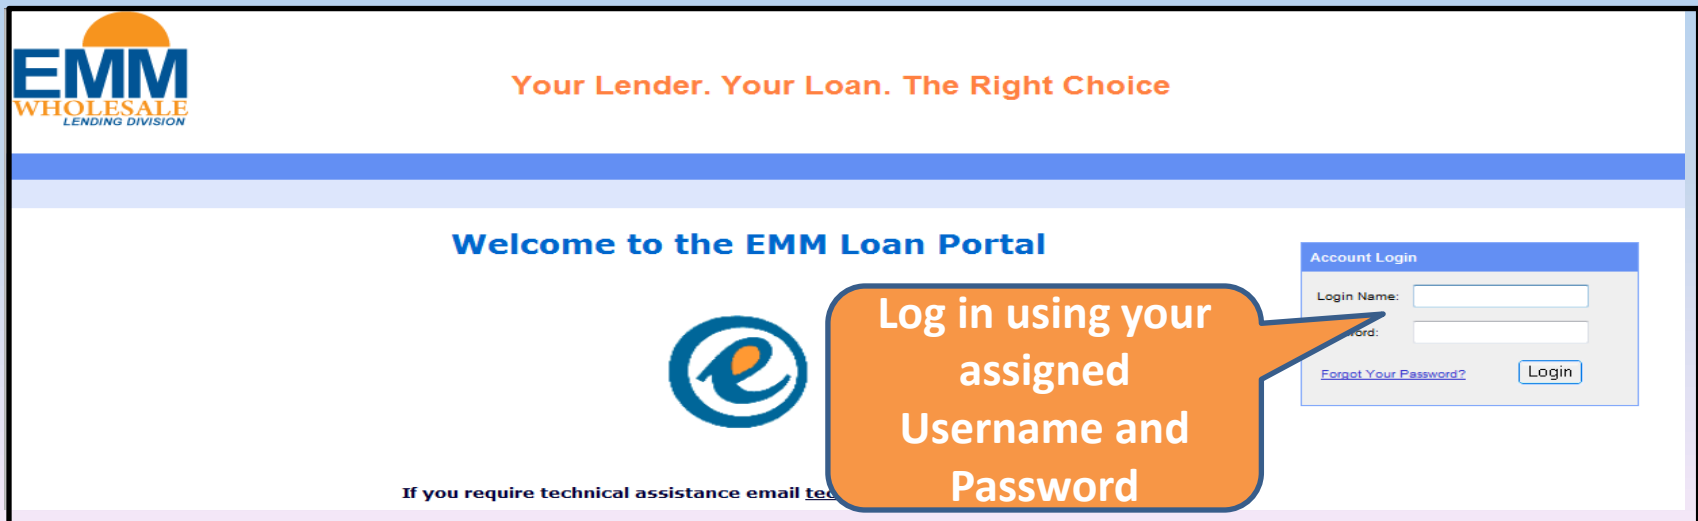 EMM
WHOLESALE
LENDING DIVISION
Your Lender. Your Loan. The Right Choice
Welcome to the EMM Loan Portal
Account Login
Login Name:
Forgot Your Password?
Login
Log in using your
assigned
Username and
Password
If you require technical assistance email